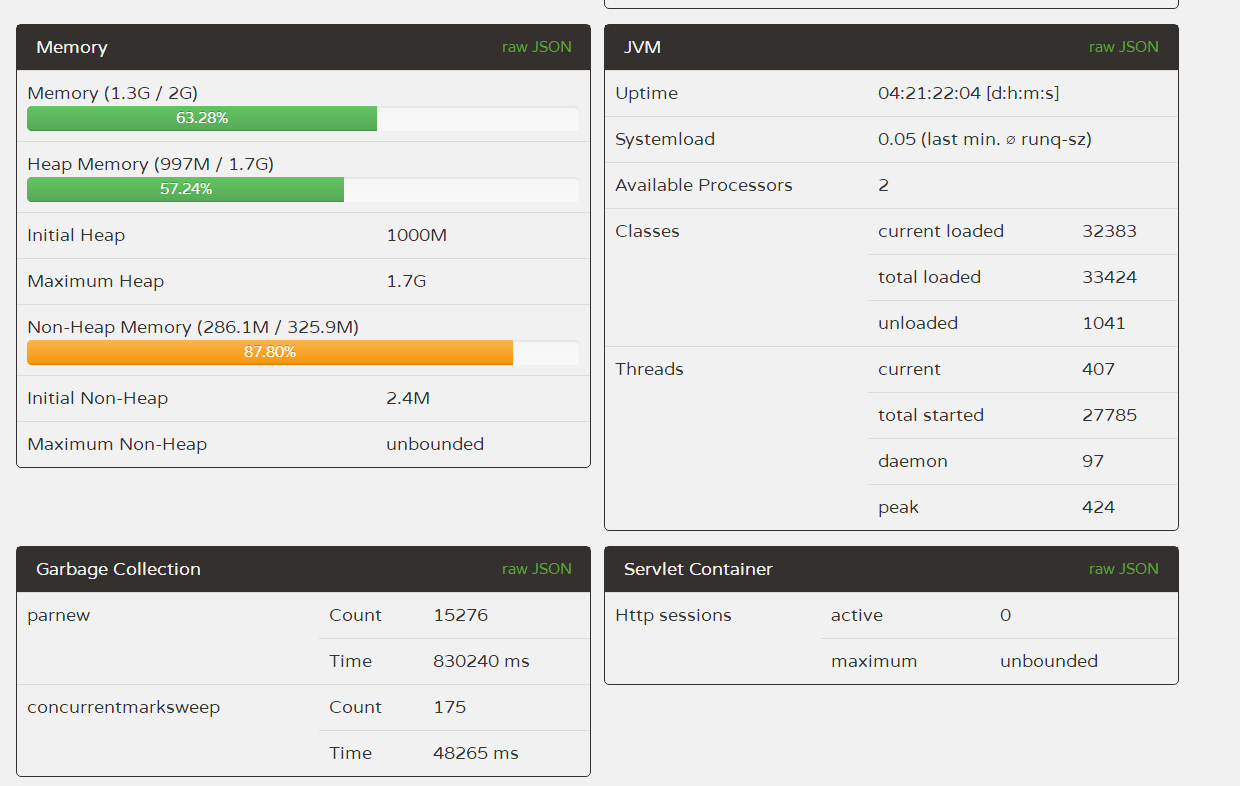 Memory raw JSON
Memory (1.3G / 2G)
63.28%
Heap Memory (997M / 1.7G)
57.24%
Initial Heap 1000M
Maximum Heap 1.7G
Non-Heap Memory (286.1M / 325.9M)
87.80%
Initial Non-Heap 2.4M
Maximum Non-Heap unbounded
JVM raw JSON
Uptime 04:21:22:04 [d:h:m:s]
Systemload 0.05 (last min. ⌀ runq-sz)
Available Processors 2
Classes current loaded 32383
total loaded 33424
unloaded 1041
Threads current 407
total started 27785
daemon 97
peak 424
Garbage Collection raw JSON
parnew Count 15276
Time 830240 ms
concurrentmarksweep Count 175
Time 48265 ms
Servlet Container raw JSON
Http sessions active 0
maximum unbounded